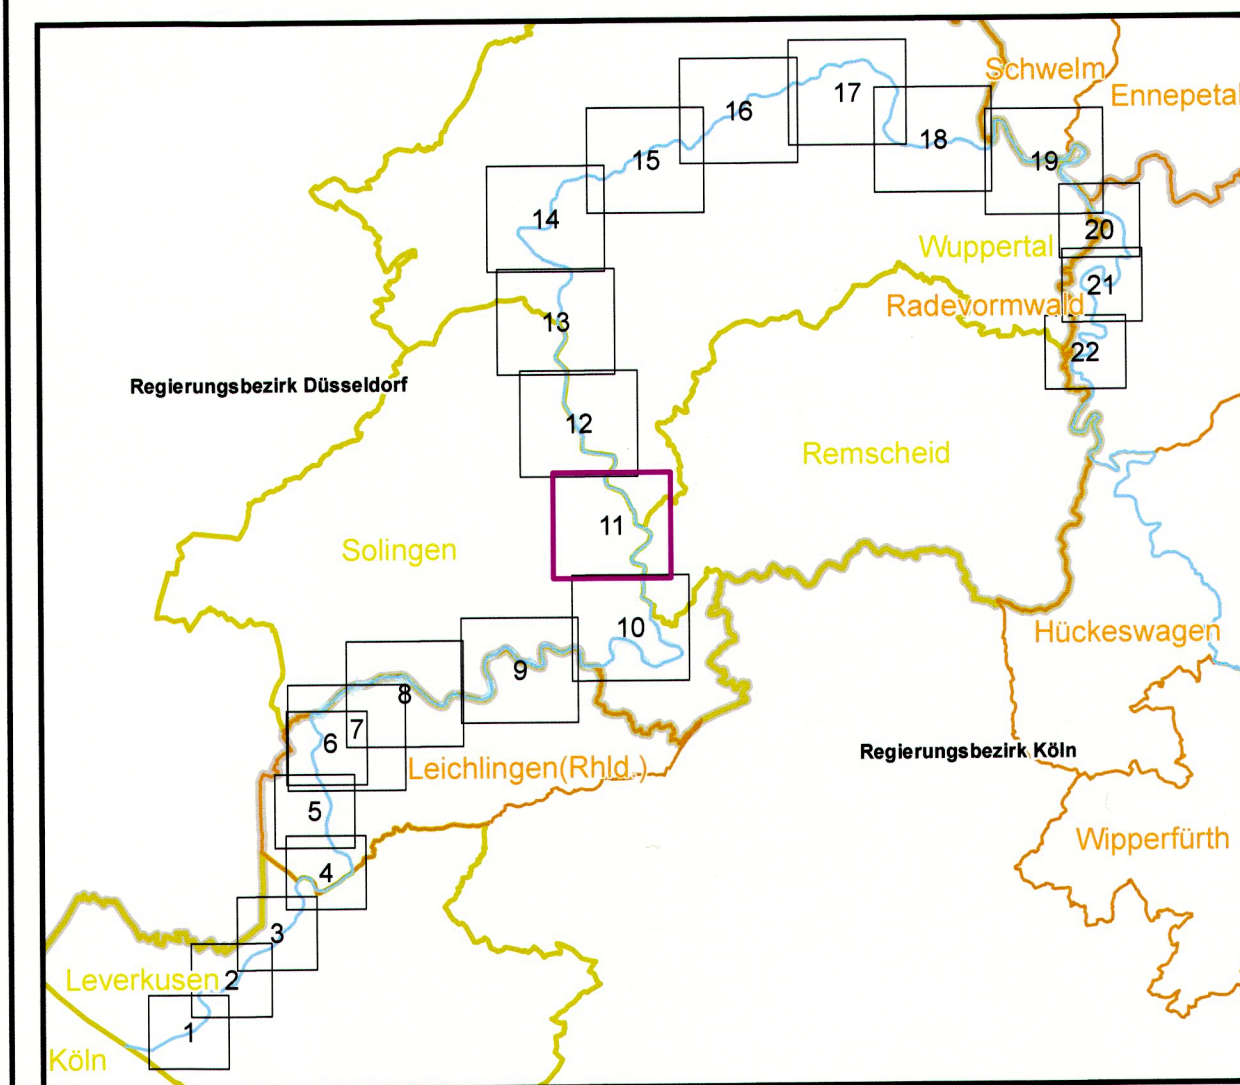 Schwelm
Ennepetal
17
16
18
15
19
14
20
Wuppertal
21
Radevormwald
13
22
Regierungsbezirk Düsseldorf
12
Remscheid
11
Solingen
10
Hückeswagen
9
8
7
6
Regierungsbezirk Köln
Leichlingen(Rhld.)
5
Wipperfürth
4
3
Leverkusen
2
1
Köln